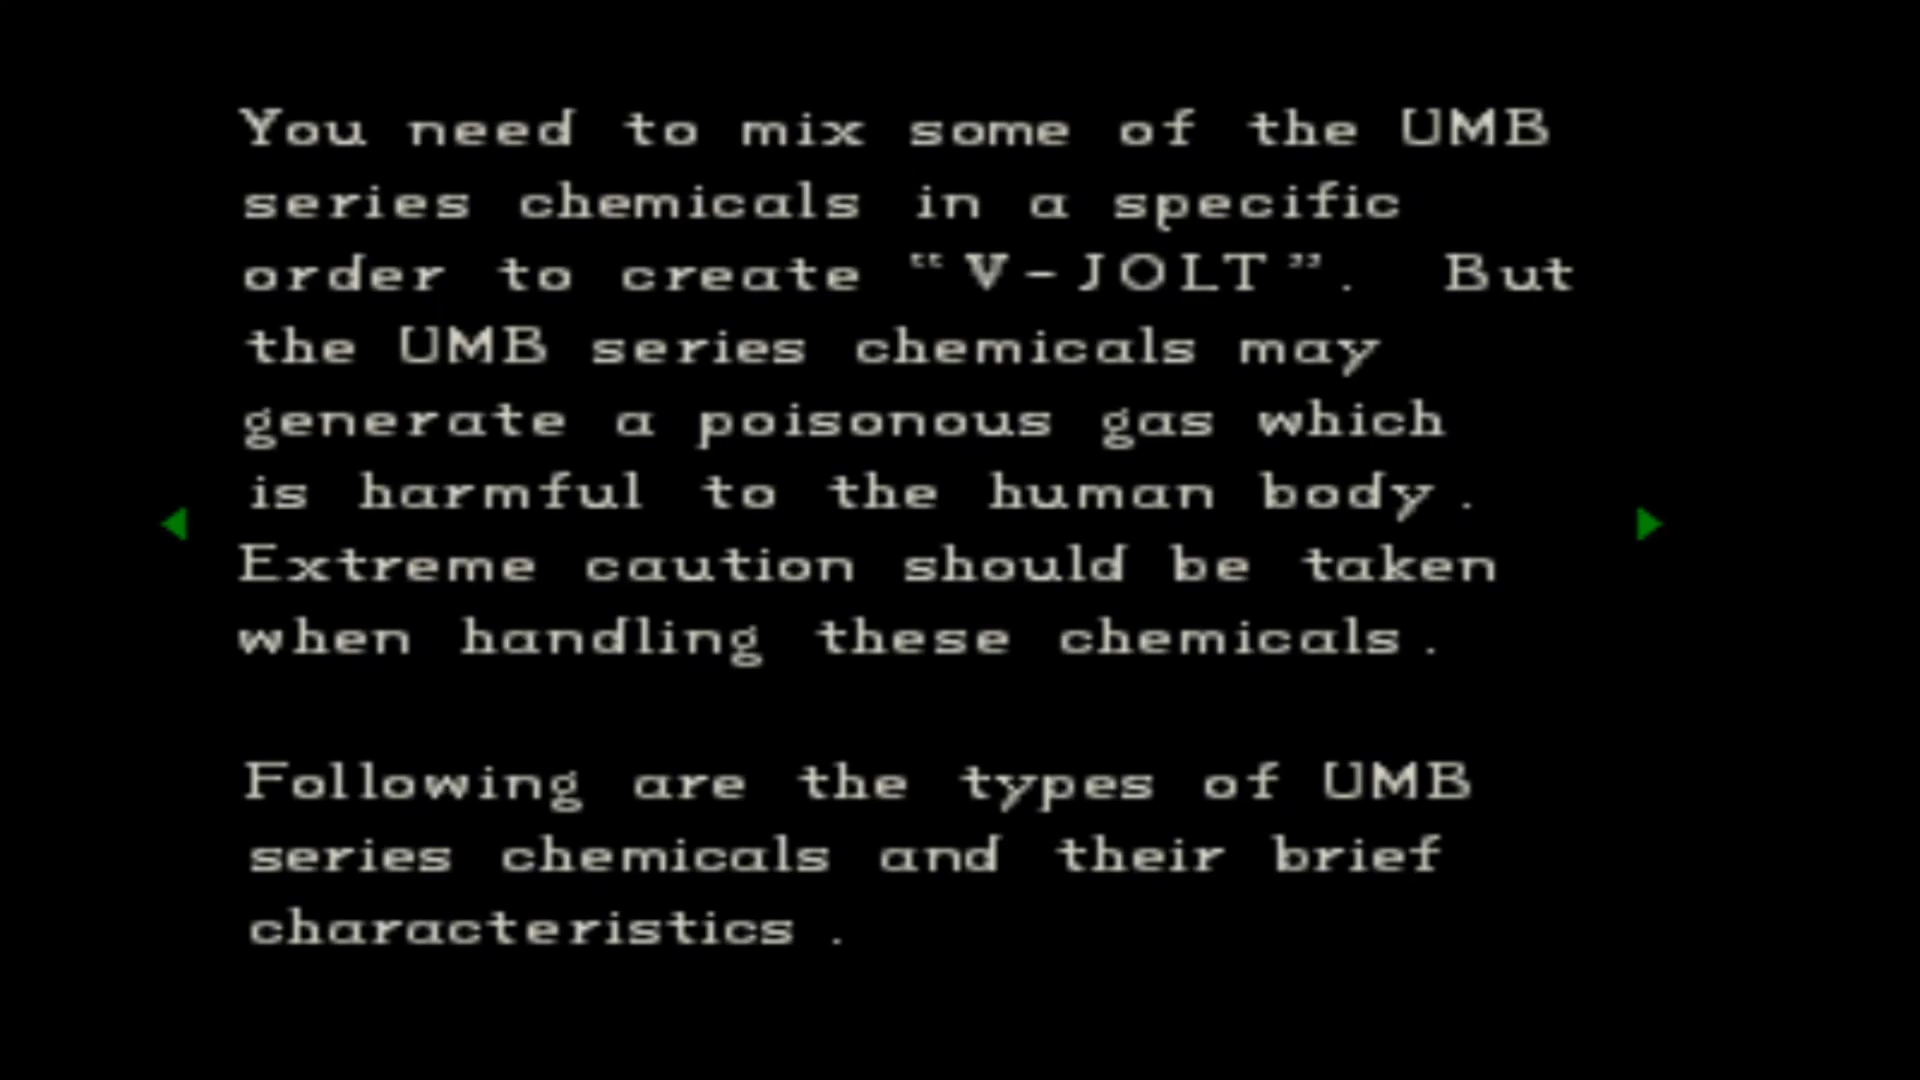 You need to mix some of the UMB
series chemicals in a specific
order to create “V-JOLT”. But
the UMB series chemicals may
generate a poisonous gas which
is harmful to the human body.
Extreme caution should be taken
when handling these chemicals.
Following are the types of UMB
series chemicals and their brief
characteristics.